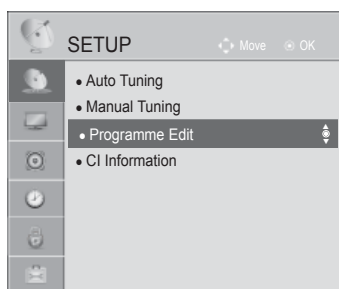 SETUP Move OK
• Auto Tuning
• Manual Tuning
• Programme Edit
• CI Information